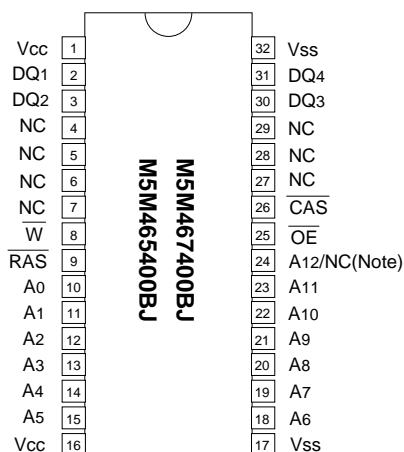 Vcc 1 32 Vss
DQ1 2 31 DQ4
DQ2 3 30 DQ3
NC 4 29 NC
NC 5 28 NC
NC 6 27 NC
NC 7 26 CAS
W 8 25 OE
RAS 9 24 A12/NC(Note)
A0 10 23 A11
A1 11 22 A10
A2 12 21 A9
A3 13 20 A8
A4 14 19 A7
A5 15 18 A6
Vcc 16 17 Vss
M5M467400BJ
M5M465400BJ